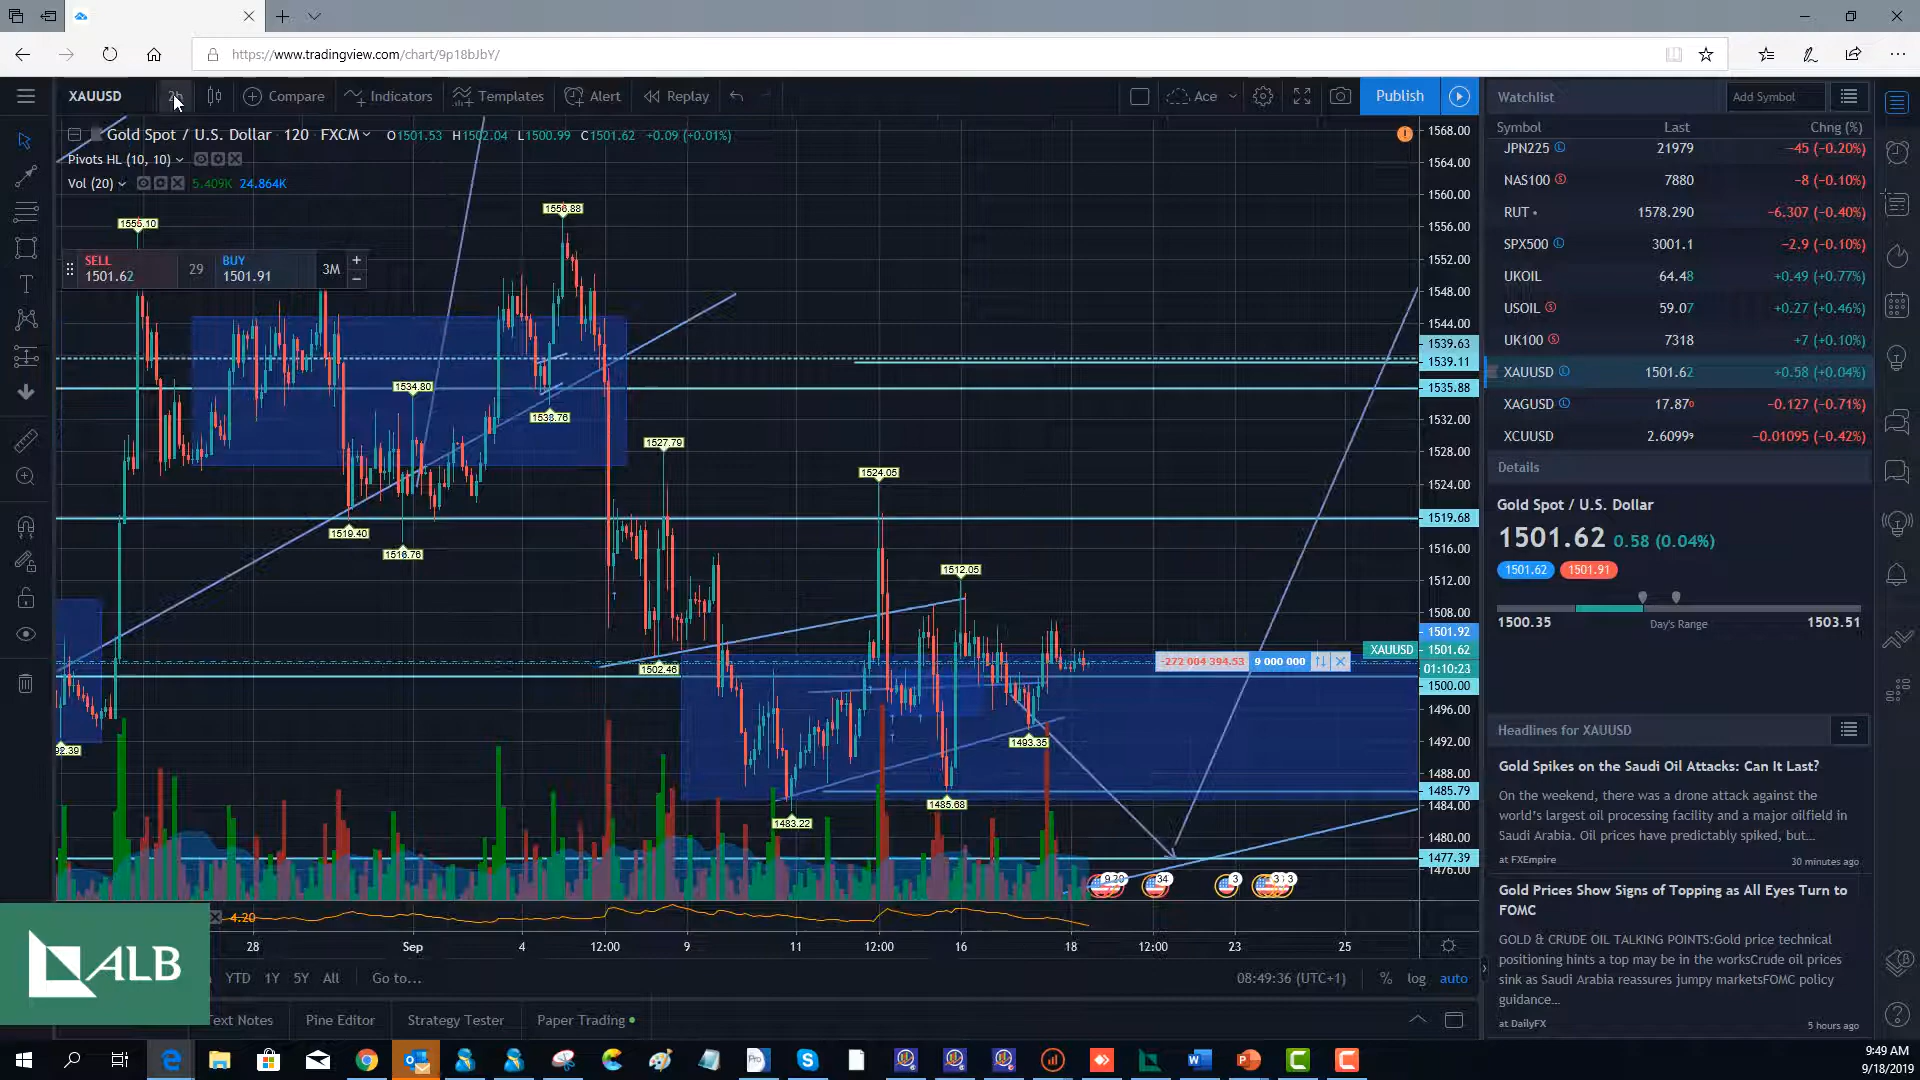 https://www.tradingview.com/chart/9p18bJbY/
XAUUSD
Compare
Indicators
Templates
Alert
Replay
Ace
Publish
Gold Spot / U.S. Dollar · 120 · FXCM
O1501.53 H1502.04 L1500.99 C1501.62 +0.09 (+0.01%)
Pivots HL (10, 10)
Vol (20)
5.409K 24.864K
SELL
1501.62
29
BUY
1501.91
3M
1534.80
1527.79
1524.05
1519.40
1512.05
1502.46
1493.35
1485.68
1483.22
-272 004 394.53
9 000 000
1568.00
1564.00
1560.00
1556.00
1552.00
1548.00
1544.00
1539.63
1539.11
1535.88
1532.00
1528.00
1524.00
1519.68
1516.00
1512.00
1508.00
1501.92
XAUUSD 1501.62
01:10:23
1500.00
1496.00
1492.00
1488.00
1485.79
1484.00
1480.00
1477.39
1476.00
4.20
28
Sep
4
12:00
9
11
12:00
16
18
12:00
23
25
YTD
1Y
5Y
All
Go to...
08:49:36 (UTC+1)
%
log
auto
ALB
Text Notes
Pine Editor
Strategy Tester
Paper Trading
Watchlist
Add Symbol
Symbol Last Chng (%)
JPN225 21979 −45 (−0.20%)
NAS100 7880 −8 (−0.10%)
RUT 1578.290 −6.307 (−0.40%)
SPX500 3001.1 −2.9 (−0.10%)
UKOIL 64.48 +0.49 (+0.77%)
USOIL 59.07 +0.27 (+0.46%)
UK100 7318 +7 (+0.10%)
XAUUSD 1501.62 +0.58 (+0.04%)
XAGUSD 17.870 −0.127 (−0.71%)
XCUUSD 2.6099⁹ −0.01095 (−0.42%)
Details
Gold Spot / U.S. Dollar
1501.62 0.58 (0.04%)
1501.62
1501.91
1500.35
Day's Range
1503.51
Headlines for XAUUSD
Gold Spikes on the Saudi Oil Attacks: Can It Last?
On the weekend, there was a drone attack against the
world's largest oil processing facility and a major oilfield in
Saudi Arabia. Oil prices have predictably spiked, but...
at FXEmpire
30 minutes ago
Gold Prices Show Signs of Topping as All Eyes Turn to
FOMC
GOLD & CRUDE OIL TALKING POINTS:Gold price technical
positioning hints a top may be in the worksCrude oil prices
sink as Saudi Arabia reassures jumpy marketsFOMC policy
guidance...
at DailyFX
5 hours ago
9:49 AM
9/18/2019